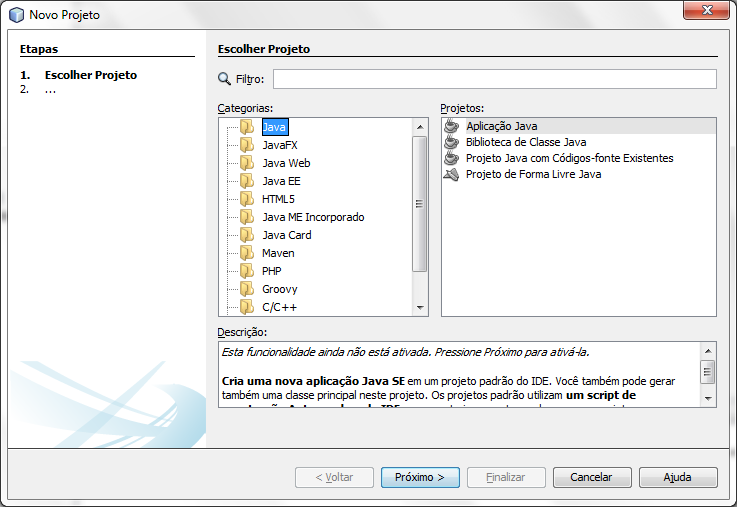 Novo Projeto
Etapas
1. Escolher Projeto
2. ...
Escolher Projeto
Filtro:
Categorias:
Java
JavaFX
Java Web
Java EE
HTML5
Java ME Incorporado
Java Card
Maven
PHP
Groovy
C/C++
Projetos:
Aplicação Java
Biblioteca de Classe Java
Projeto Java com Códigos-fonte Existentes
Projeto de Forma Livre Java
Descrição:
Esta funcionalidade ainda não está ativada. Pressione Próximo para ativá-la.
Cria uma nova aplicação Java SE em um projeto padrão do IDE. Você também pode gerar
também uma classe principal neste projeto. Os projetos padrão utilizam um script de
< Voltar
Próximo >
Finalizar
Cancelar
Ajuda